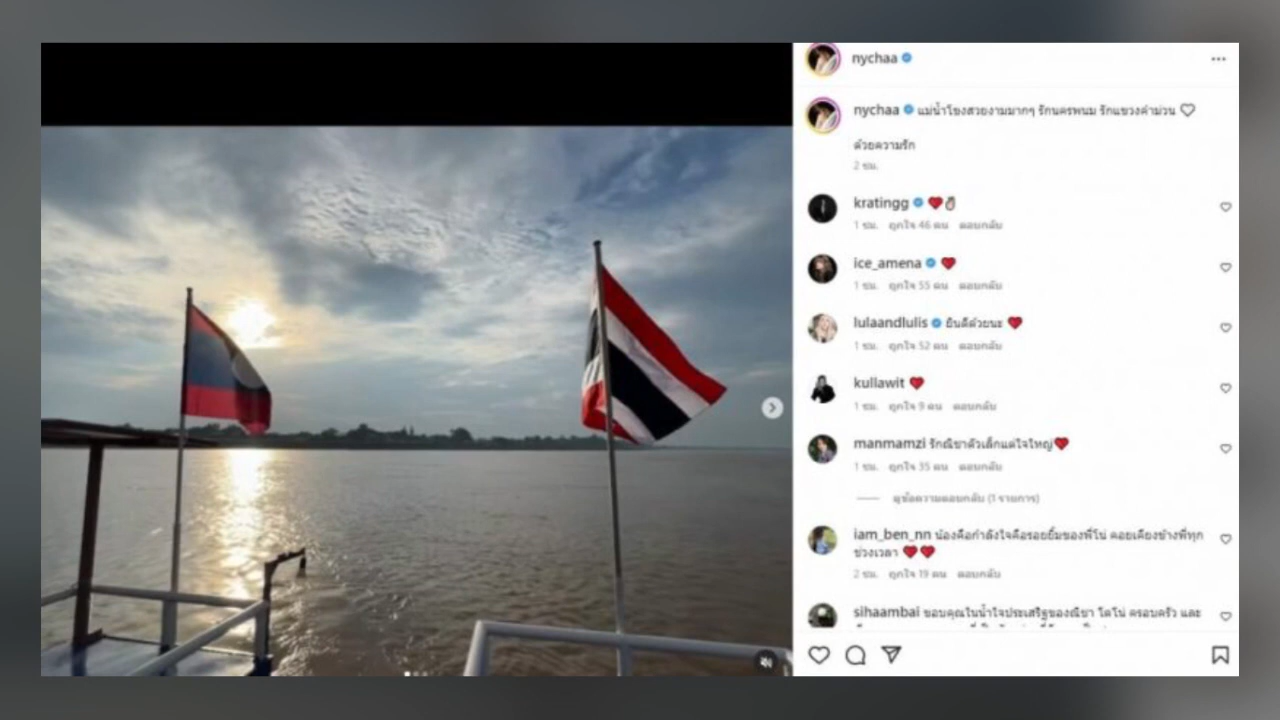 nychaa
nychaa แม่น้ำโขงสวยงามมากๆ รักนครพนม รักแขวงคำม่วน
ด้วยความรัก
2 ชม.
kratingg
1 ชม. ถูกใจ 46 คน ตอบกลับ
ice_amena
1 ชม. ถูกใจ 55 คน ตอบกลับ
lulaandlulis ยินดีด้วยนะ
1 ชม. ถูกใจ 52 คน ตอบกลับ
kullawit
1 ชม. ถูกใจ 9 คน ตอบกลับ
manmamzi รักณิชาตัวเล็กแต่ใจใหญ่
1 ชม. ถูกใจ 35 คน ตอบกลับ
ดูข้อความตอบกลับ (1 รายการ)
iam_ben_nn น้องคือกำลังใจคือรอยยิ้มของพี่โน่ คอยเคียงข้างพี่ทุก
ช่วงเวลา
2 ชม. ถูกใจ 19 คน ตอบกลับ
sihaambai ขอบคุณในน้ำใจประเสริฐของณิชา โตโน่ ครอบครัว และ